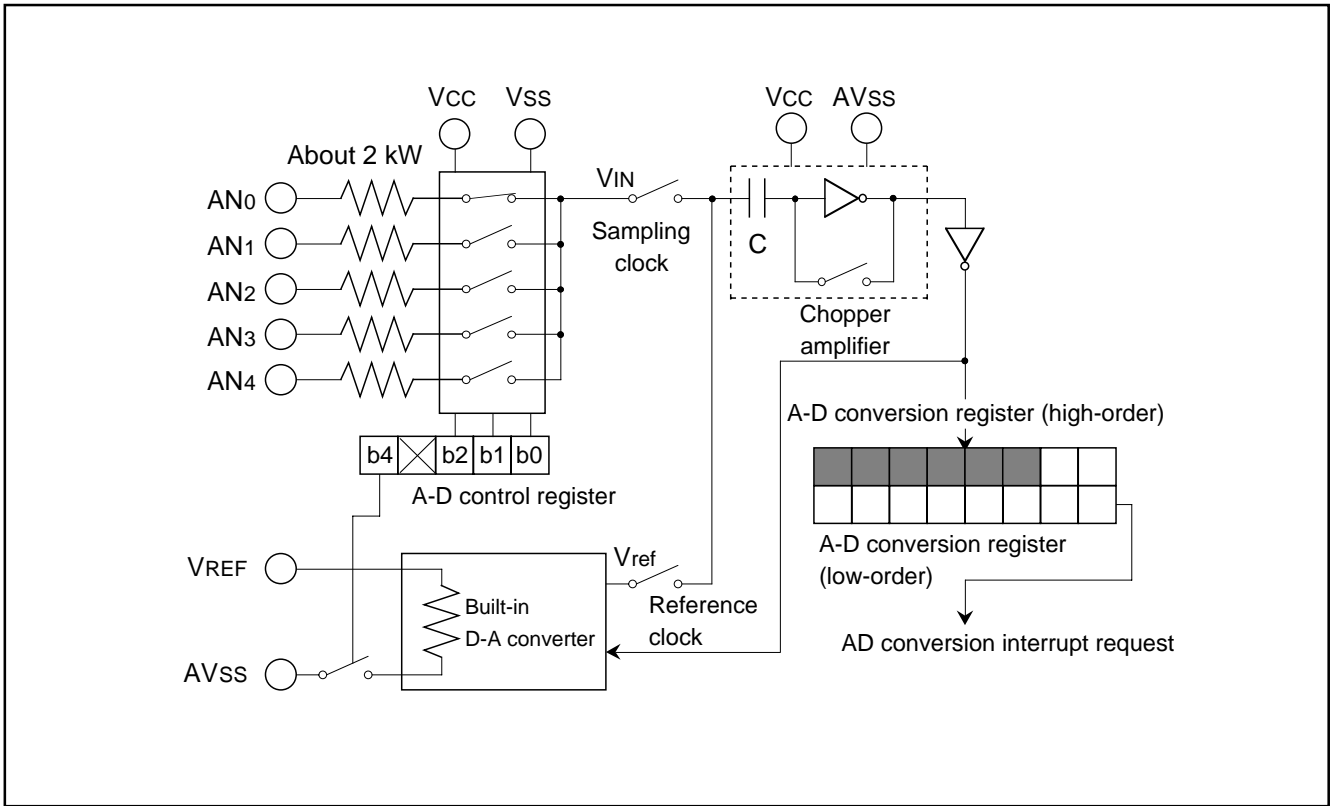 VCC
VSS
VCC
AVSS
About 2 kW
AN0
AN1
AN2
AN3
AN4
VIN
Sampling
clock
C
Chopper
amplifier
b4
b2
b1
b0
A-D control register
A-D conversion register (high-order)
A-D conversion register
(low-order)
AD conversion interrupt request
VREF
AVSS
Built-in
D-A converter
Vref
Reference
clock